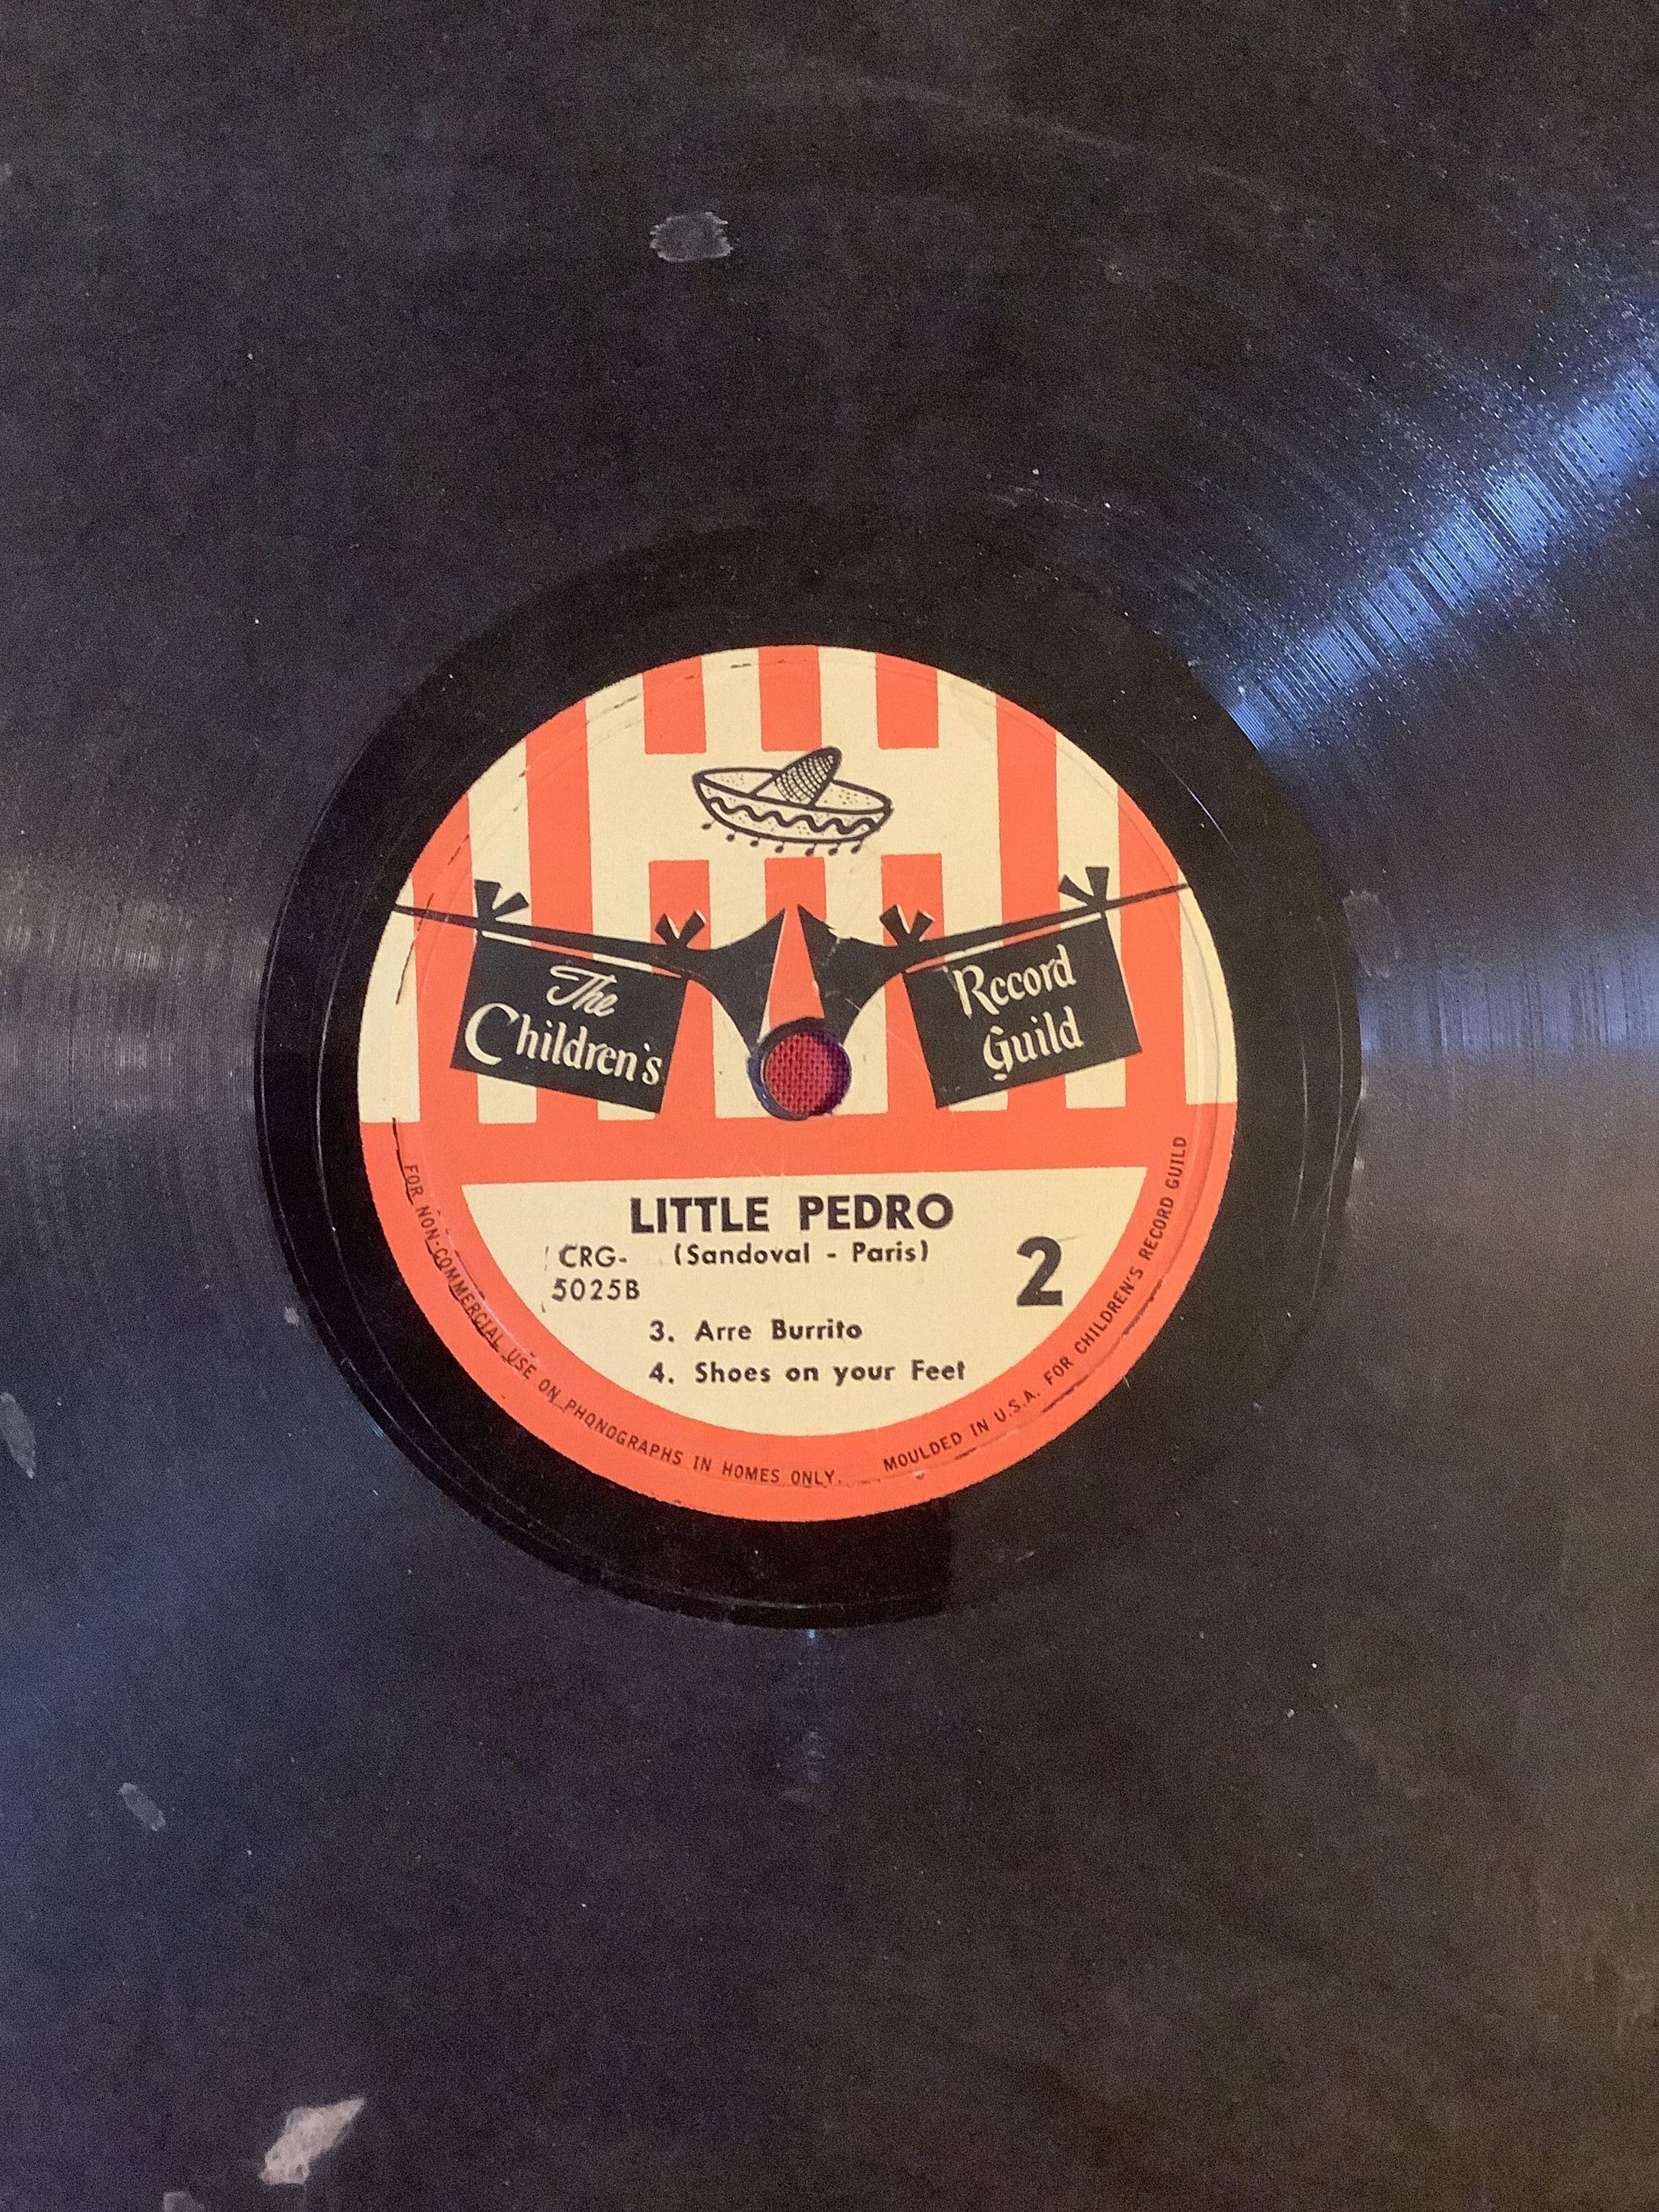 The
Children's
Record
Guild
LITTLE PEDRO
(Sandoval - Paris)
CRG-
5025B
2
3. Arre Burrito
4. Shoes on your Feet
FOR NON-COMMERCIAL USE ON PHONOGRAPHS IN HOMES ONLY.
MOULDED IN U.S.A. FOR CHILDREN'S RECORD GUILD